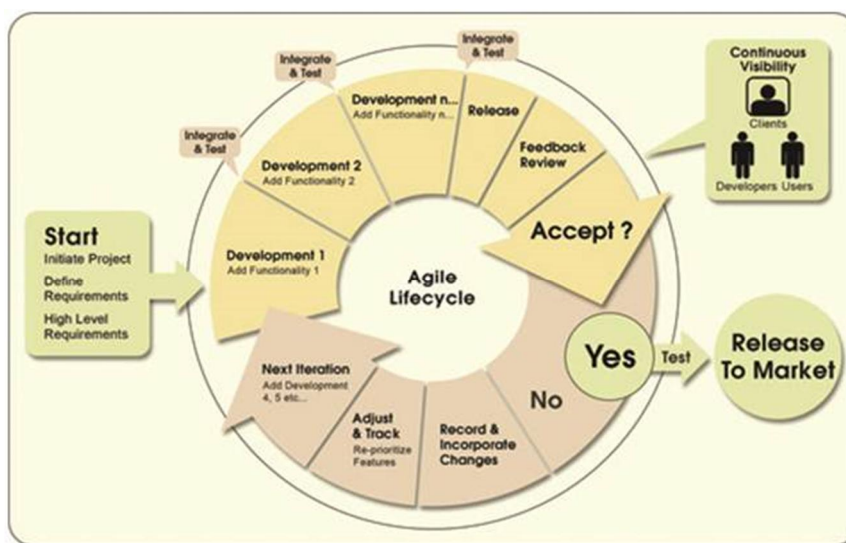 Start
Initiate Project
Define
Requirements
High Level
Requirements
Development 1
Add Functionality 1
Integrate
& Test
Development 2
Add Functionality 2
Integrate
& Test
Development n...
Add Functionality n...
Integrate
& Test
Release
Feedback
Review
Accept ?
Continuous
Visibility
Clients
Developers Users
Agile
Lifecycle
Yes
Test
Release
To Market
No
Record &
Incorporate
Changes
Adjust
& Track
Re-prioritize
Features
Next Iteration
Add Development
4, 5 etc...